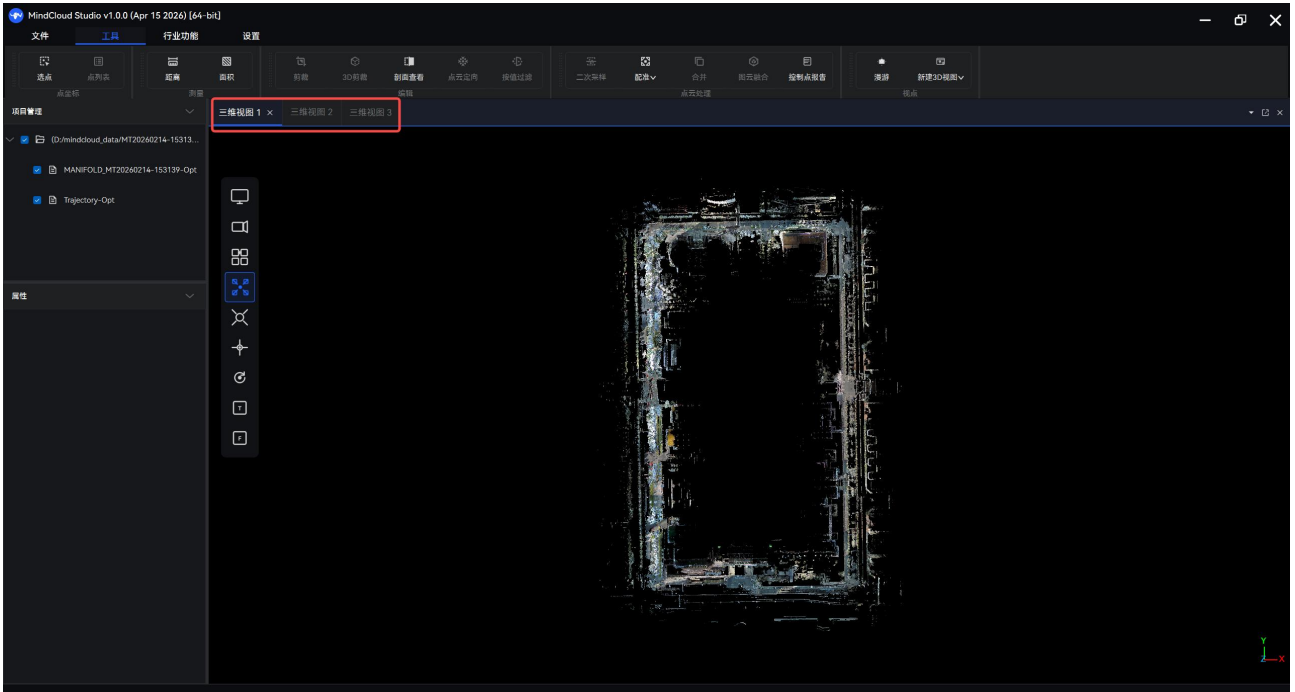 MindCloud Studio v1.0.0 (Apr 15 2026) [64-bit]
文件 工具 行业功能 设置
选点 点列表 距离 面积 剪裁 3D剪裁 剖面查看 点云定向 按值过滤 二次采样 配准 合并 图云融合 控制点报告 漫游 新建3D视图
点坐标 测量 编辑 点云处理 视点
项目管理
三维视图 1 三维视图 2 三维视图 3
(D:/mindcloud_data/MT20260214-15313...
MANIFOLD_MT20260214-153139-Opt
Trajectory-Opt
属性
T
F
Y
Z X